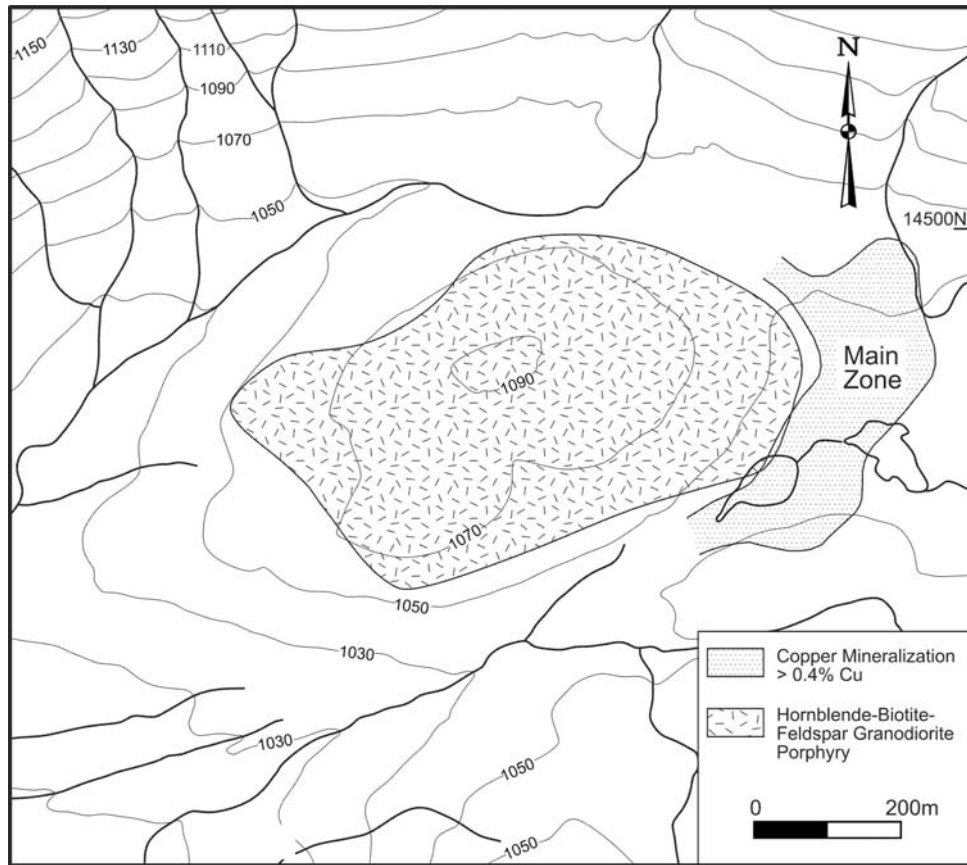 1150
1130
1110
1090
1070
1050
N
14500N
Main
Zone
1090
1070
1050
1030
1030
1050
1050
Copper Mineralization
> 0.4% Cu
Hornblende-Biotite-
Feldspar Granodiorite
Porphyry
0 200m